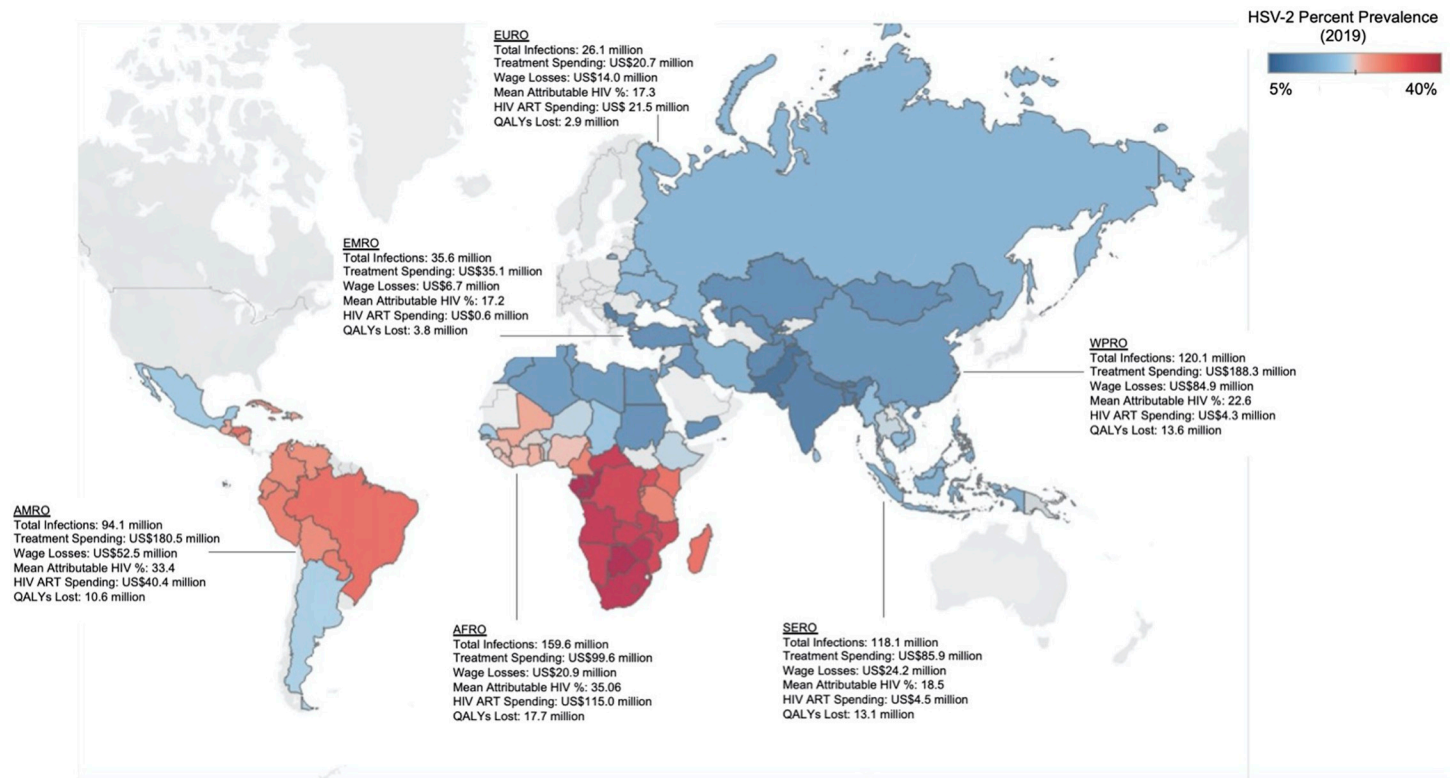 HSV-2 Percent Prevalence
(2019)
5%
40%
EURO
Total Infections: 26.1 million
Treatment Spending: US$20.7 million
Wage Losses: US$14.0 million
Mean Attributable HIV %: 17.3
HIV ART Spending: US$ 21.5 million
QALYs Lost: 2.9 million
EMRO
Total Infections: 35.6 million
Treatment Spending: US$35.1 million
Wage Losses: US$6.7 million
Mean Attributable HIV %: 17.2
HIV ART Spending: US$0.6 million
QALYs Lost: 3.8 million
WPRO
Total Infections: 120.1 million
Treatment Spending: US$188.3 million
Wage Losses: US$84.9 million
Mean Attributable HIV %: 22.6
HIV ART Spending: US$4.3 million
QALYs Lost: 13.6 million
AMRO
Total Infections: 94.1 million
Treatment Spending: US$180.5 million
Wage Losses: US$52.5 million
Mean Attributable HIV %: 33.4
HIV ART Spending: US$40.4 million
QALYs Lost: 10.6 million
AFRO
Total Infections: 159.6 million
Treatment Spending: US$99.6 million
Wage Losses: US$20.9 million
Mean Attributable HIV %: 35.06
HIV ART Spending: US$115.0 million
QALYs Lost: 17.7 million
SERO
Total Infections: 118.1 million
Treatment Spending: US$85.9 million
Wage Losses: US$24.2 million
Mean Attributable HIV %: 18.5
HIV ART Spending: US$4.5 million
QALYs Lost: 13.1 million